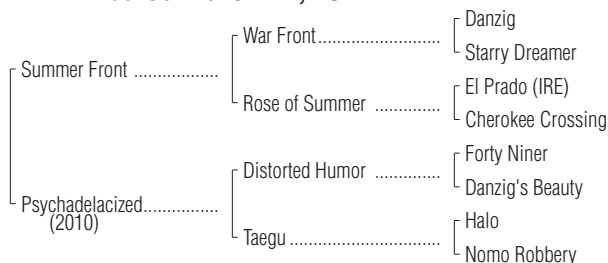 Danzig
War Front
Starry Dreamer
Summer Front
El Prado (IRE)
Rose of Summer
Cherokee Crossing
Forty Niner
Distorted Humor
Danzig's Beauty
Psychadelacized
(2010)
Halo
Taegu
Nomo Robbery